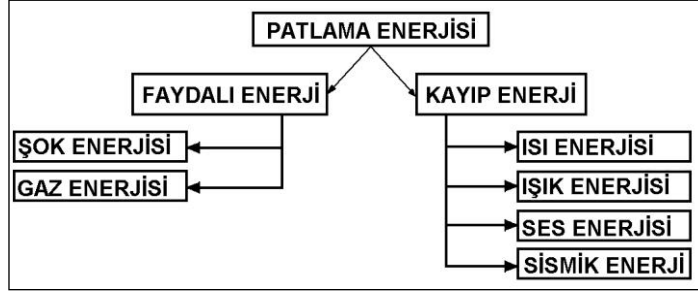 PATLAMA ENERJİSİ
FAYDALI ENERJİ
KAYIP ENERJİ
ŞOK ENERJİSİ
GAZ ENERJİSİ
ISI ENERJİSİ
IŞIK ENERJİSİ
SES ENERJİSİ
SİSMİK ENERJİ